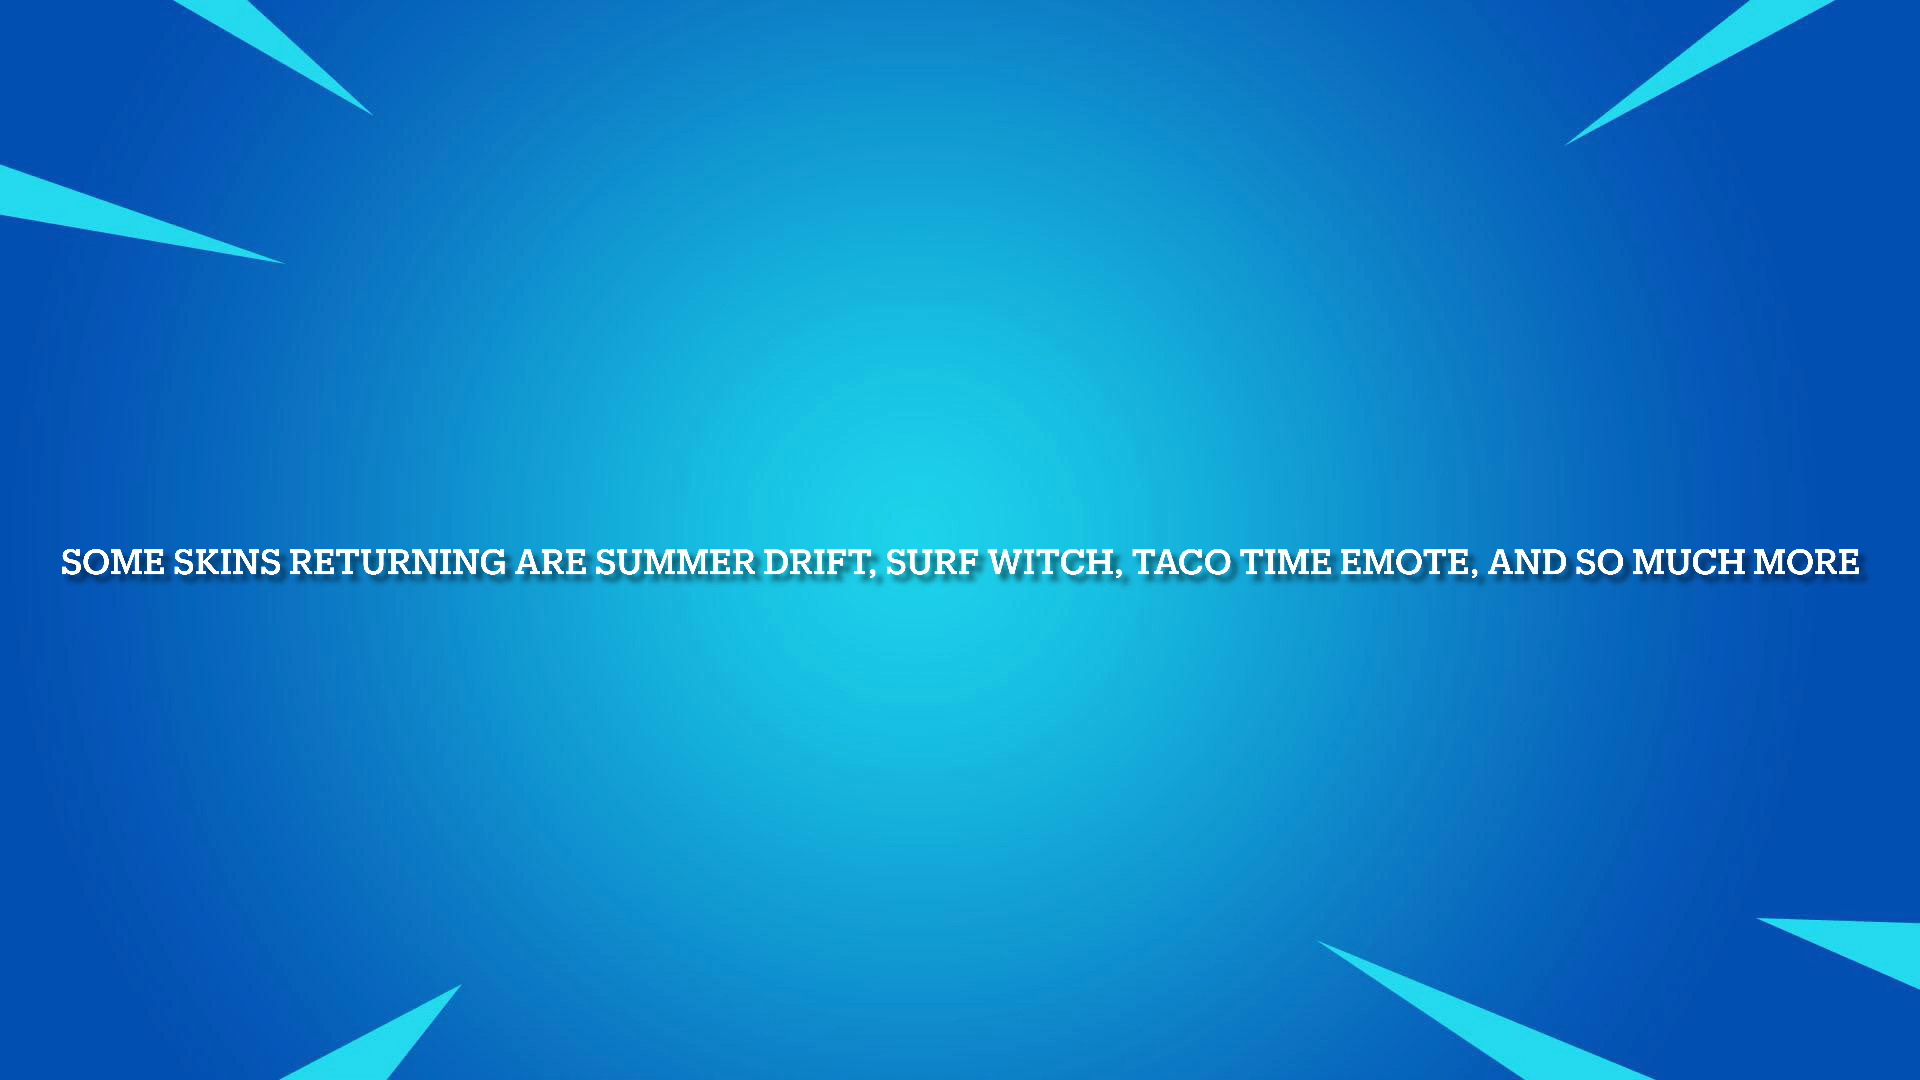 SOME SKINS RETURNING ARE SUMMER DRIFT, SURF WITCH, TACO TIME EMOTE, AND SO MUCH MORE